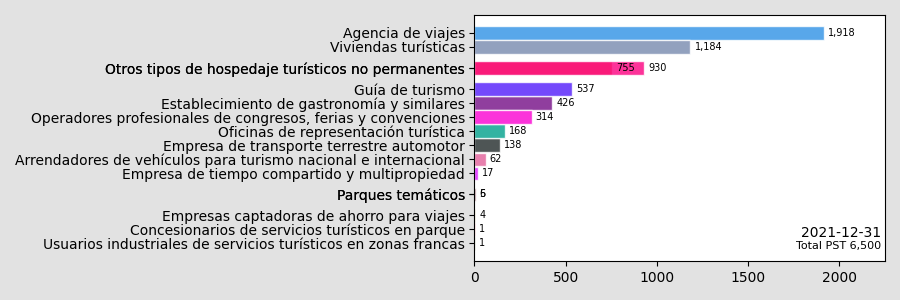 Agencia de viajes 1,918
Viviendas turísticas 1,184
Otros tipos de hospedaje turísticos no permanentes 755 930
Guía de turismo 537
Establecimiento de gastronomía y similares 426
Operadores profesionales de congresos, ferias y convenciones 314
Oficinas de representación turística 168
Empresa de transporte terrestre automotor 138
Arrendadores de vehículos para turismo nacional e internacional 62
Empresa de tiempo compartido y multipropiedad 17
Parques temáticos
Empresas captadoras de ahorro para viajes 4
Concesionarios de servicios turísticos en parque 1
Usuarios industriales de servicios turísticos en zonas francas 1
2021-12-31
Total PST 6,500
0 500 1000 1500 2000